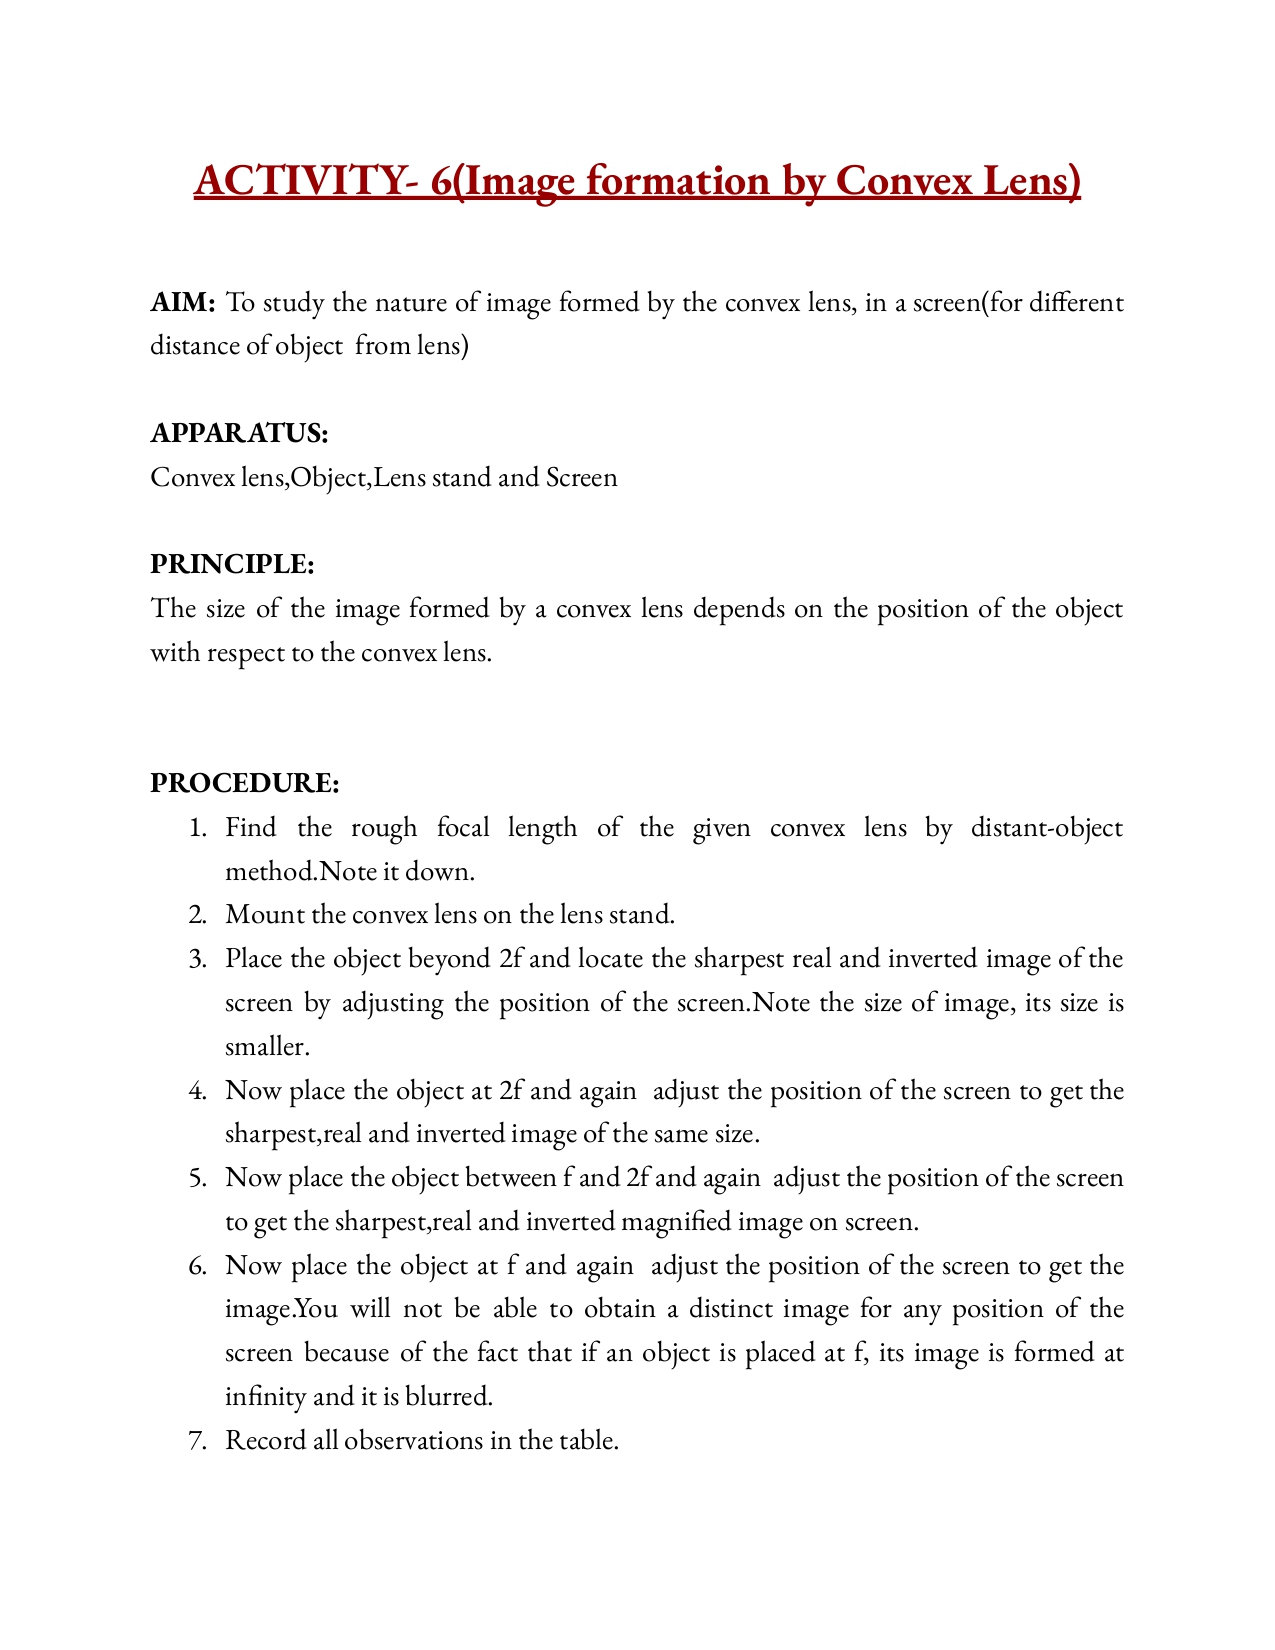 ACTIVITY- 6(Image formation by Convex Lens)
AIM: To study the nature of image formed by the convex lens, in a screen(for different
distance of object  from lens)
APPARATUS:
Convex lens,Object,Lens stand and Screen
PRINCIPLE:
The size of the image formed by a convex lens depends on the position of the object
with respect to the convex lens.
PROCEDURE:
1. Find the rough focal length of the given convex lens by distant-object
method.Note it down.
2. Mount the convex lens on the lens stand.
3. Place the object beyond 2f and locate the sharpest real and inverted image of the
screen by adjusting the position of the screen.Note the size of image, its size is
smaller.
4. Now place the object at 2f and again  adjust the position of the screen to get the
sharpest,real and inverted image of the same size.
5. Now place the object between f and 2f and again  adjust the position of the screen
to get the sharpest,real and inverted magnified image on screen.
6. Now place the object at f and again  adjust the position of the screen to get the
image.You will not be able to obtain a distinct image for any position of the
screen because of the fact that if an object is placed at f, its image is formed at
infinity and it is blurred.
7. Record all observations in the table.